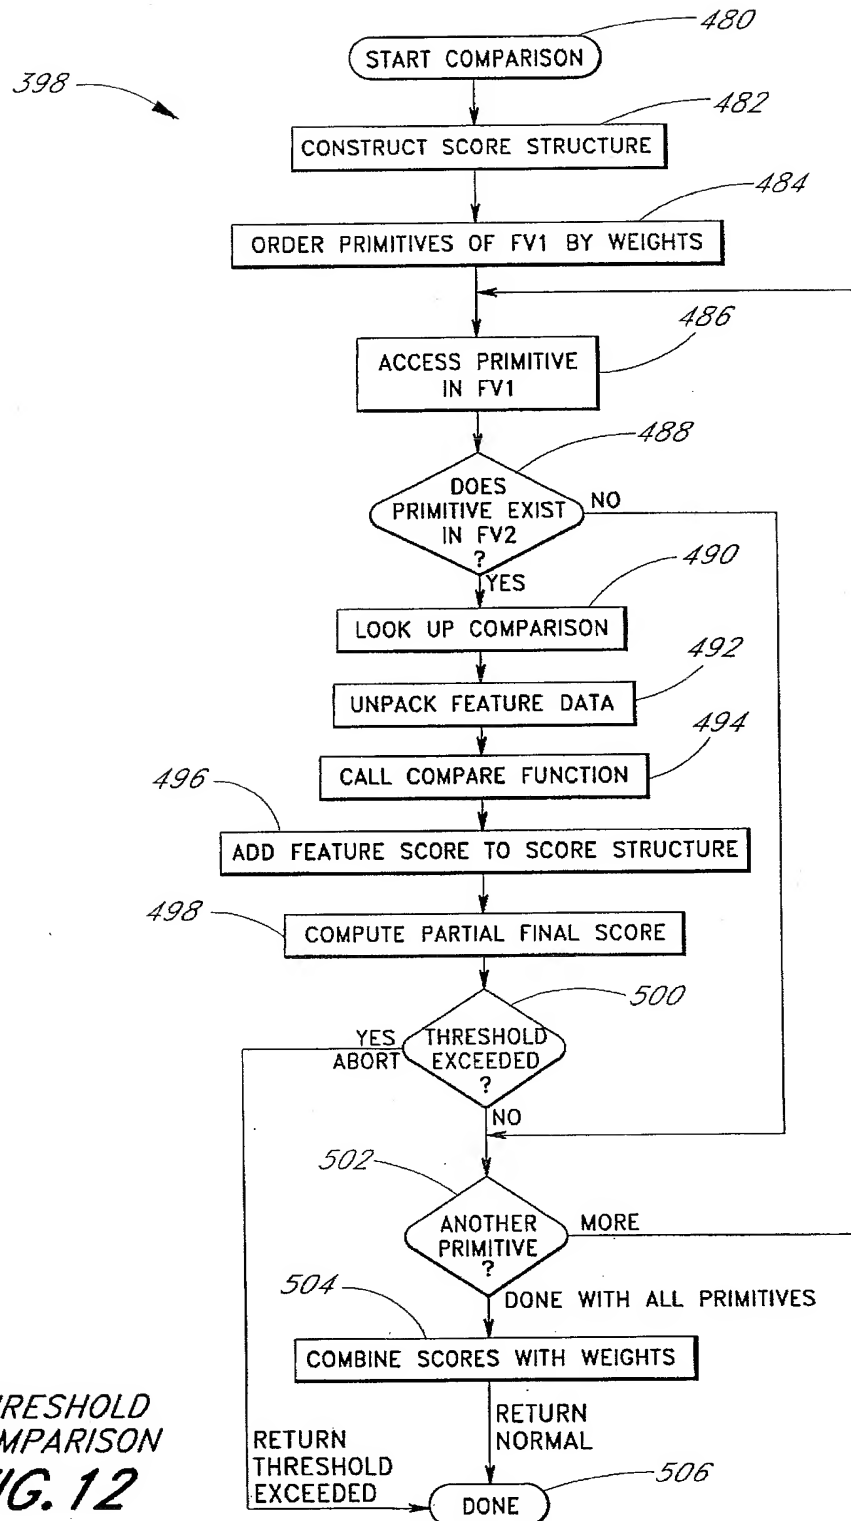 480
START COMPARISON
398
482
CONSTRUCT SCORE STRUCTURE
484
ORDER PRIMITIVES OF FV1 BY WEIGHTS
486
ACCESS PRIMITIVE
IN FV1
488
DOES
PRIMITIVE EXIST
IN FV2
?
NO
YES
490
LOOK UP COMPARISON
492
UNPACK FEATURE DATA
494
CALL COMPARE FUNCTION
496
ADD FEATURE SCORE TO SCORE STRUCTURE
498
COMPUTE PARTIAL FINAL SCORE
500
THRESHOLD
EXCEEDED
?
YES
ABORT
NO
502
ANOTHER
PRIMITIVE
?
MORE
DONE WITH ALL PRIMITIVES
504
COMBINE SCORES WITH WEIGHTS
RETURN
NORMAL
RETURN
THRESHOLD
EXCEEDED
506
DONE
RESHOLD
MPARISON
IG. 12